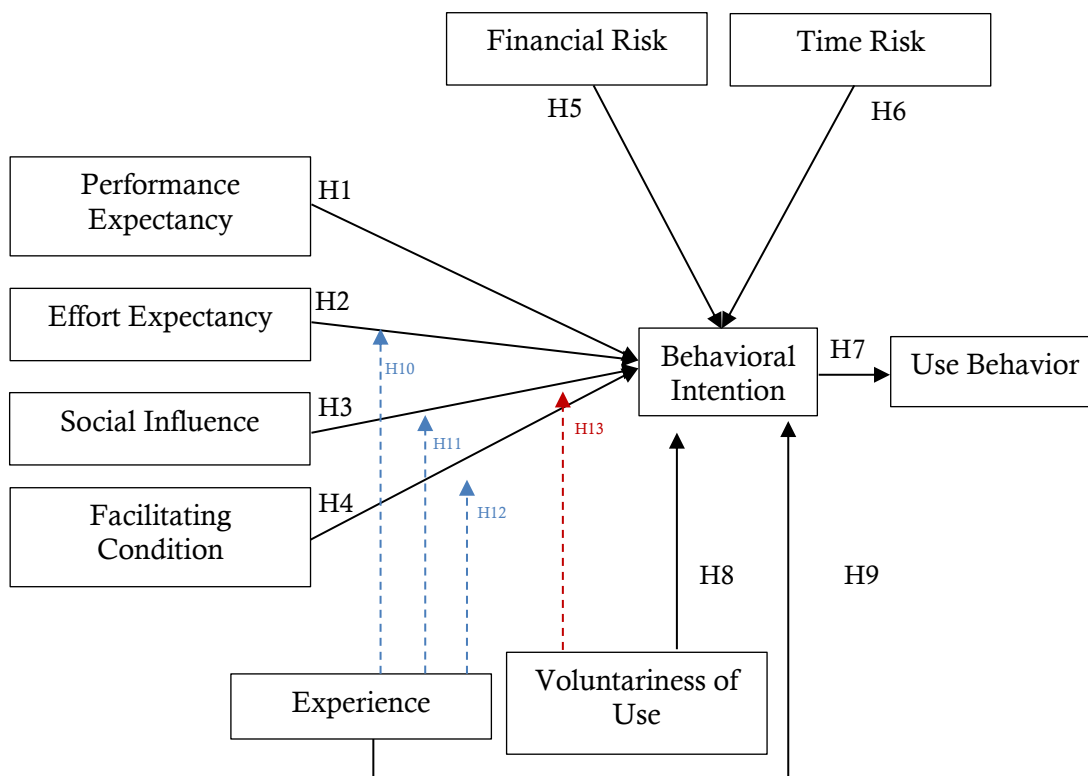 Financial Risk
Time Risk
H5
H6
Performance
Expectancy
H1
Effort Expectancy
H2
H10
Behavioral
Intention
H7
Use Behavior
Social Influence
H3
H11
H13
Facilitating
Condition
H4
H12
H8
H9
Experience
Voluntariness of
Use